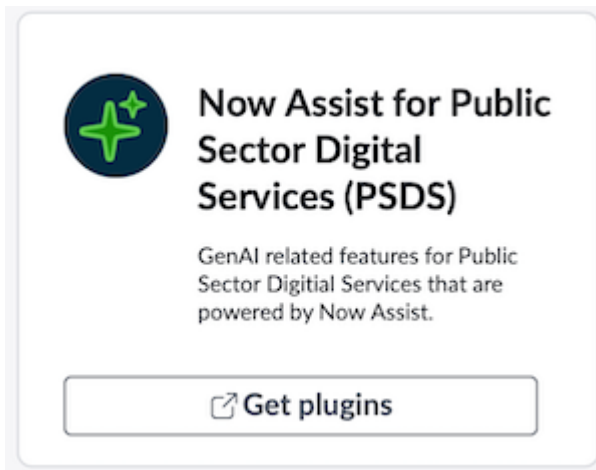 Now Assist for Public
Sector Digital
Services (PSDS)
GenAI related features for Public
Sector Digitial Services that are
powered by Now Assist.
Get plugins